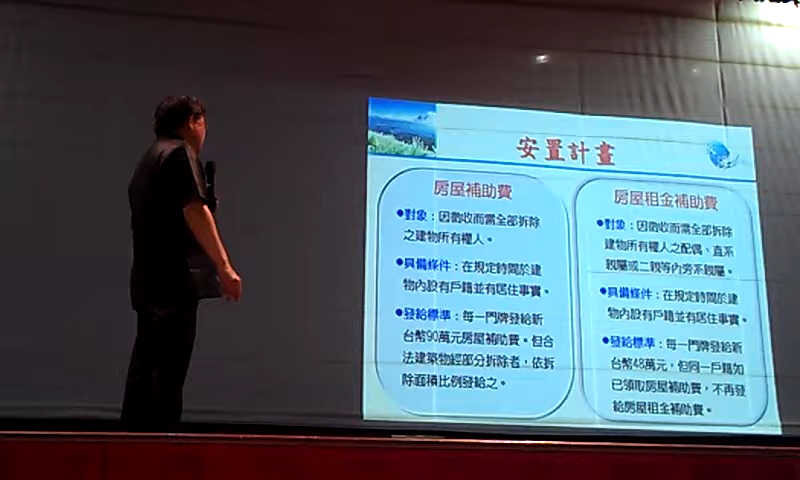 安置計畫
房屋補助費
●對象：因徵收而需全部拆除
之建物所有權人。
●具備條件：在規定時間於建
物內設有戶籍並有居住事實。
●發給標準：每一門牌發給新
台幣90萬元房屋補助費。但合
法建築物經部分拆除者，依拆
除面積比例發給之。
房屋租金補助費
●對象：因徵收而需全部拆除
建物所有權人之配偶、直系
親屬或二親等內旁系親屬。
●具備條件：在規定時間於建
物內設有戶籍並有居住事實。
●發給標準：每一門牌發給新
台幣48萬元，但同一戶籍如
已領取房屋補助費，不再發
給房屋租金補助費。